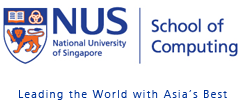 NUS
National University
of Singapore
School of
Computing
Leading the World with Asia's Best